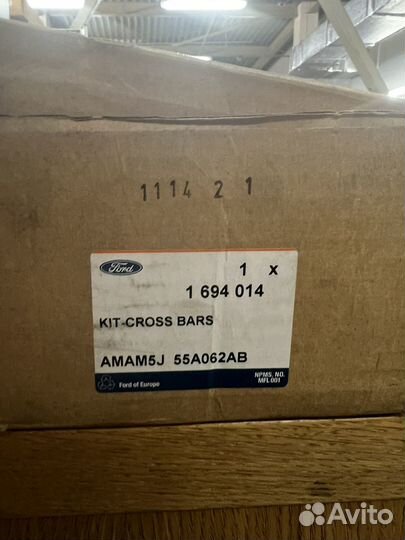 1114 2 1
Ford
1 x
1 694 014
KIT-CROSS BARS
AMAM5J 55A062AB
Ford of Europe
NPMS, NO.
MFL001
Avito